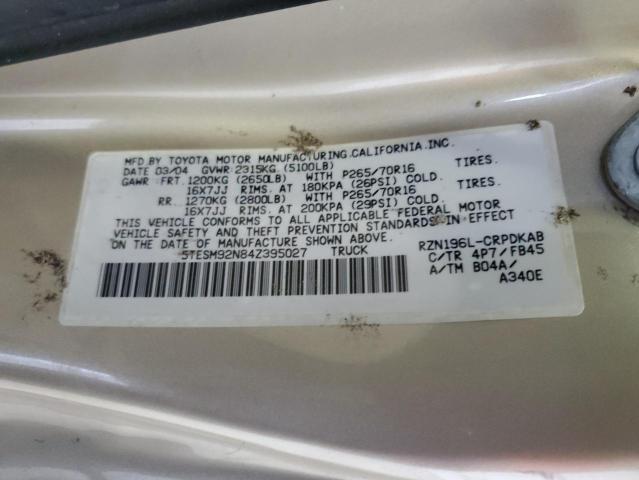 MFD.BY TOYOTA MOTOR MANUFACTURING,CALIFORNIA,INC.
DATE 03/04 GVWR 2315KG (5100LB)
GAWR FRT. 1200KG (2650LB) WITH P265/70R16 TIRES.
16X7JJ RIMS. AT 180KPA (26PSI) COLD.
RR. 1270KG (2800LB) WITH P265/70R16 TIRES.
16X7JJ RIMS. AT 200KPA (29PSI) COLD.
THIS VEHICLE CONFORMS TO ALL APPLICABLE FEDERAL MOTOR
VEHICLE SAFETY AND THEFT PREVENTION STANDARDS IN EFFECT
ON THE DATE OF MANUFACTURE SHOWN ABOVE.
5TESM92N84Z395027 TRUCK
RZN196L-CRPDKAB
C/TR 4P7/FB45
A/TM B04A/
A340E